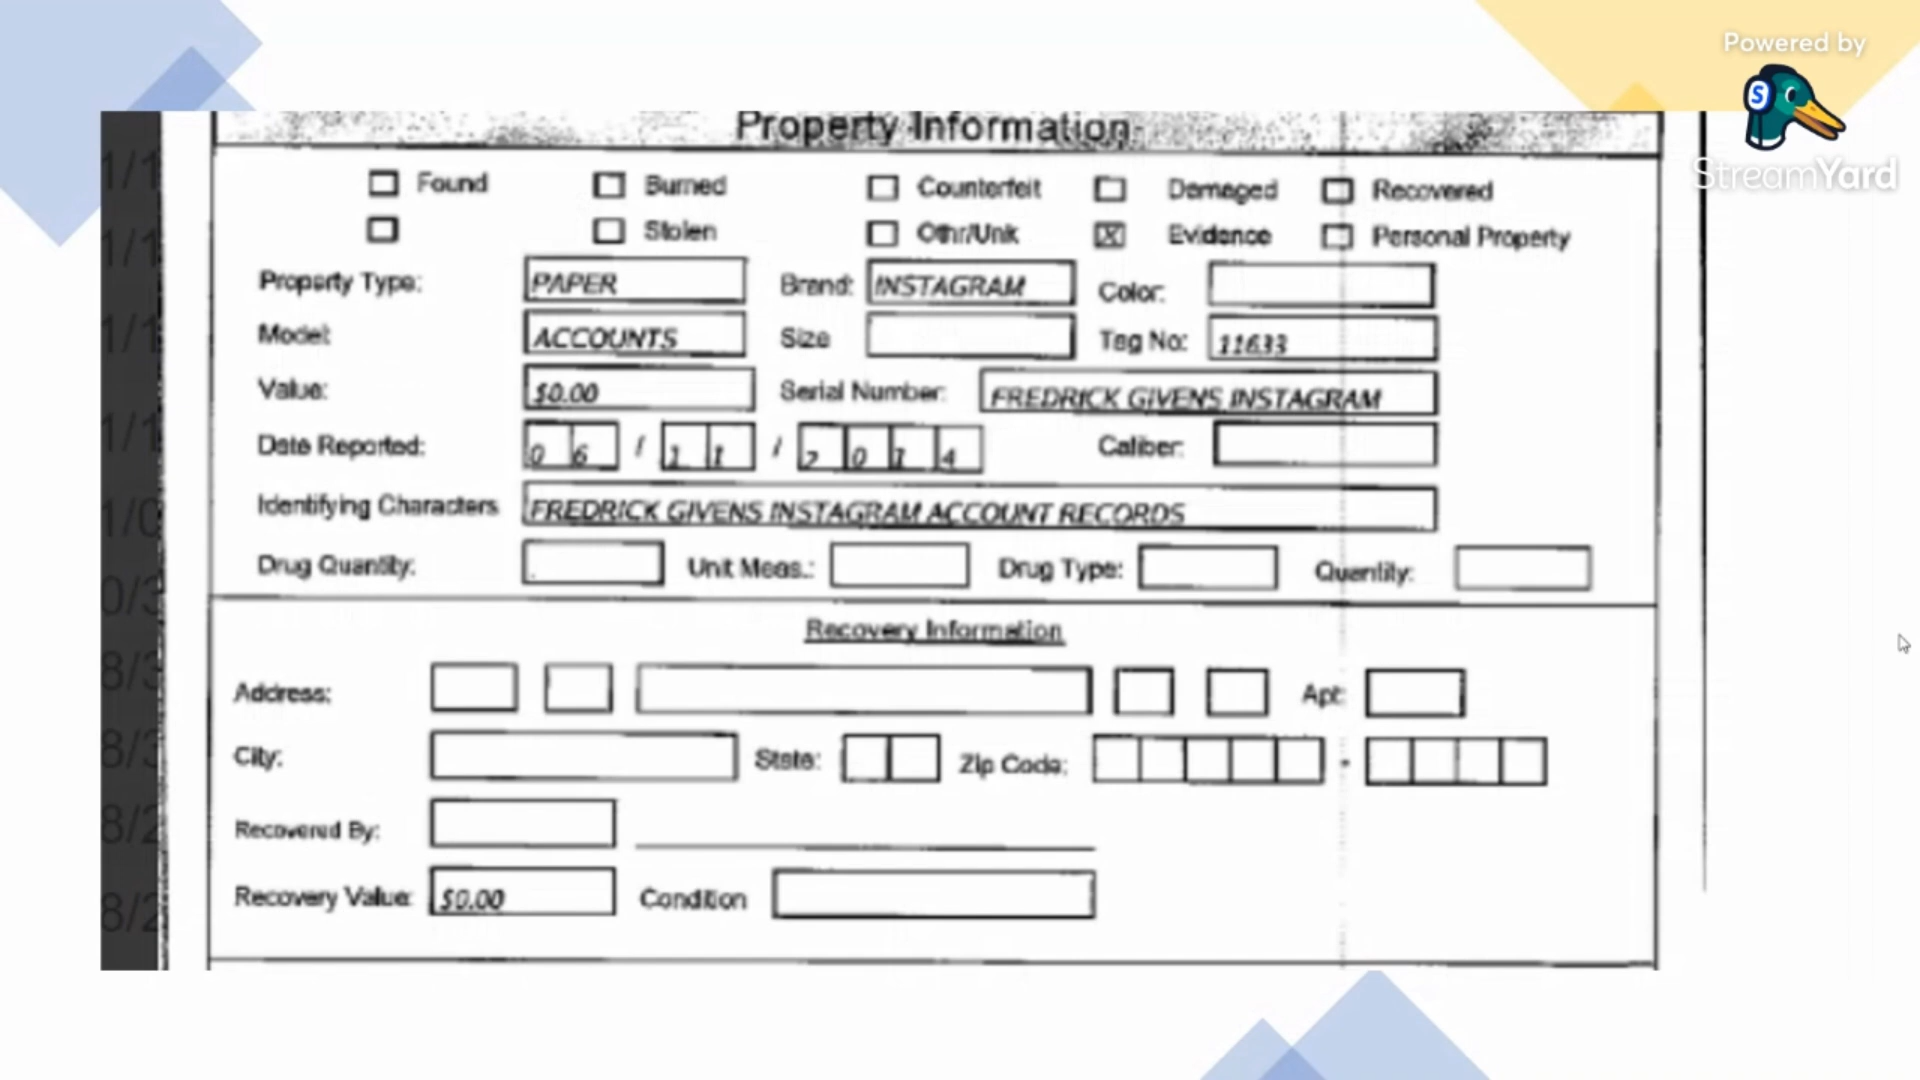 Powered by
StreamYard
Property Information
Found Burned Counterfeit Damaged Recovered
Stolen Othr/Unk Evidence Personal Property
Property Type: PAPER Brand: INSTAGRAM Color:
Model: ACCOUNTS Size Tag No: 11633
Value: $0.00 Serial Number: FREDRICK GIVENS INSTAGRAM
Date Reported: 06 / 11 / 2014 Caliber:
Identifying Characters FREDRICK GIVENS INSTAGRAM ACCOUNT RECORDS
Drug Quantity: Unit Meas.: Drug Type: Quantity:
Recovery Information
Address: Apt:
City: State: Zip Code: -
Recovered By:
Recovery Value: $0.00 Condition